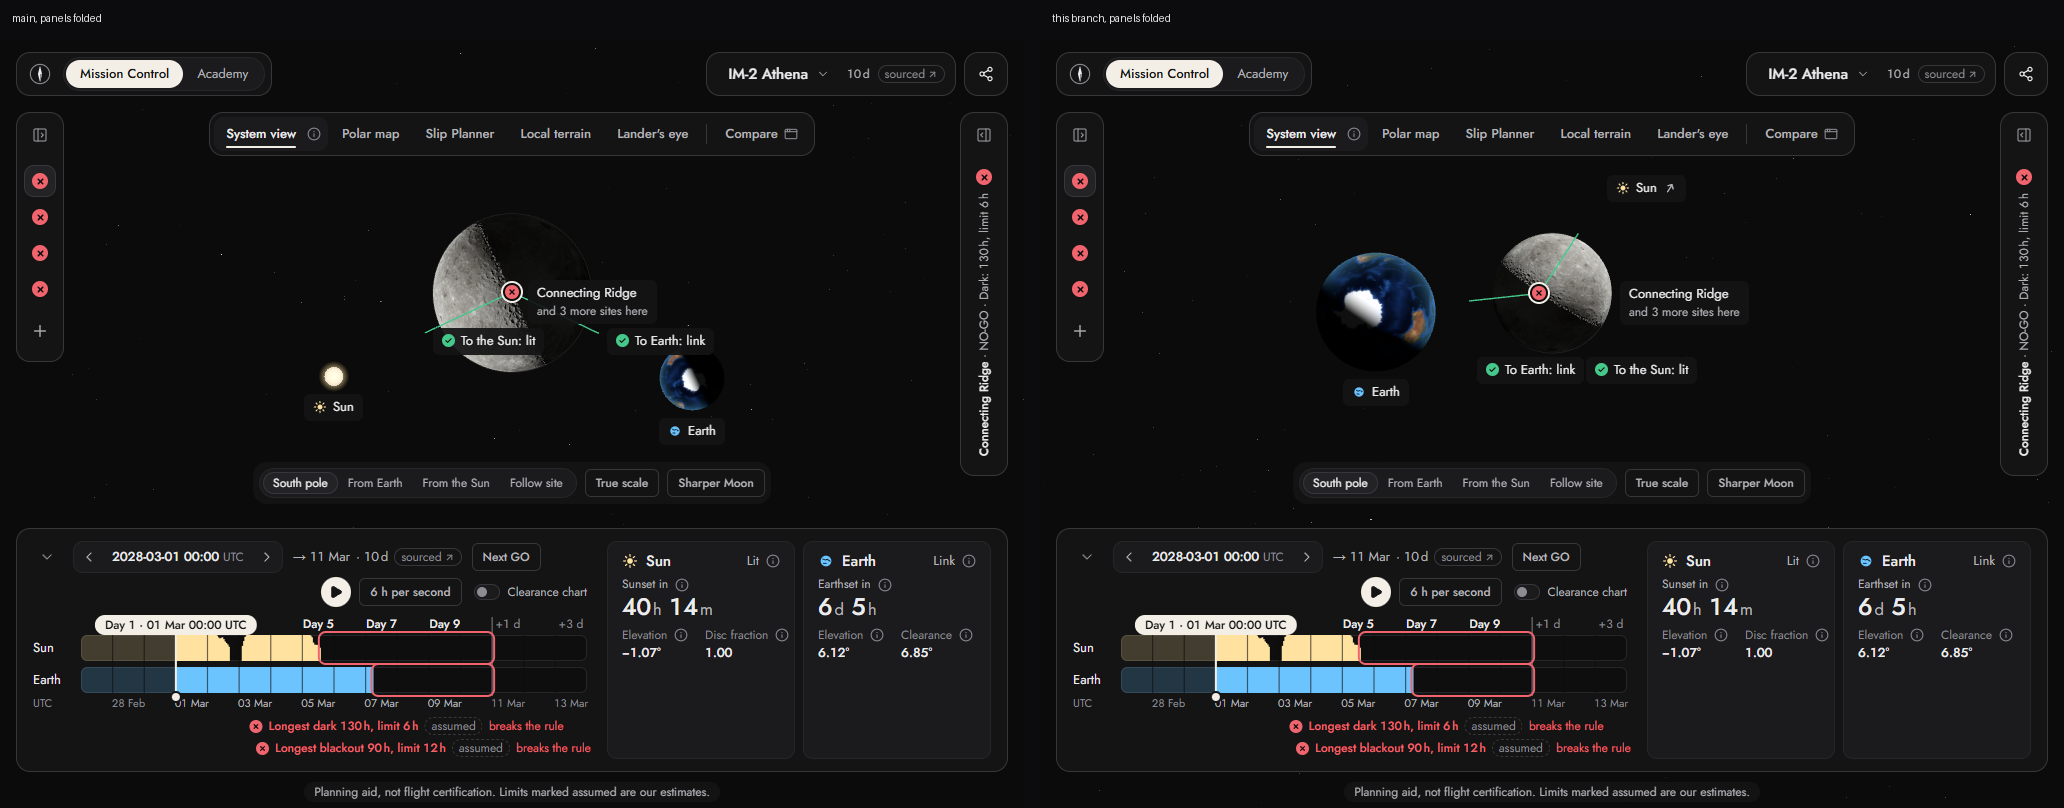 main, panels folded
Mission Control Academy
IM-2 Athena 10d sourced ↗
System view Polar map Slip Planner Local terrain Lander's eye Compare
Connecting Ridge · NO-GO · Dark: 130h, limit 6h
Connecting Ridge
and 3 more sites here
To the Sun: lit
To Earth: link
Sun
Earth
South pole From Earth From the Sun Follow site True scale Sharper Moon
2028-03-01 00:00 UTC → 11 Mar · 10d sourced ↗ Next GO
6 h per second Clearance chart
Day 1 · 01 Mar 00:00 UTC Day 5 Day 7 Day 9 +1 d +3 d
Sun
Earth
UTC 28 Feb 01 Mar 03 Mar 05 Mar 07 Mar 09 Mar 11 Mar 13 Mar
Longest dark 130h, limit 6h assumed breaks the rule
Longest blackout 90h, limit 12h assumed breaks the rule
Sun Lit
Sunset in
40h 14m
Elevation Disc fraction
−1.07° 1.00
Earth Link
Earthset in
6d 5h
Elevation Clearance
6.12° 6.85°
Planning aid, not flight certification. Limits marked assumed are our estimates.
this branch, panels folded
Mission Control Academy
IM-2 Athena 10d sourced ↗
System view Polar map Slip Planner Local terrain Lander's eye Compare
Connecting Ridge · NO-GO · Dark: 130h, limit 6h
Sun ↗
Connecting Ridge
and 3 more sites here
To Earth: link
To the Sun: lit
Earth
South pole From Earth From the Sun Follow site True scale Sharper Moon
2028-03-01 00:00 UTC → 11 Mar · 10d sourced ↗ Next GO
6 h per second Clearance chart
Day 1 · 01 Mar 00:00 UTC Day 5 Day 7 Day 9 +1 d +3 d
Sun
Earth
UTC 28 Feb 01 Mar 03 Mar 05 Mar 07 Mar 09 Mar 11 Mar 13 Mar
Longest dark 130h, limit 6h assumed breaks the rule
Longest blackout 90h, limit 12h assumed breaks the rule
Sun Lit
Sunset in
40h 14m
Elevation Disc fraction
−1.07° 1.00
Earth Link
Earthset in
6d 5h
Elevation Clearance
6.12° 6.85°
Planning aid, not flight certification. Limits marked assumed are our estimates.